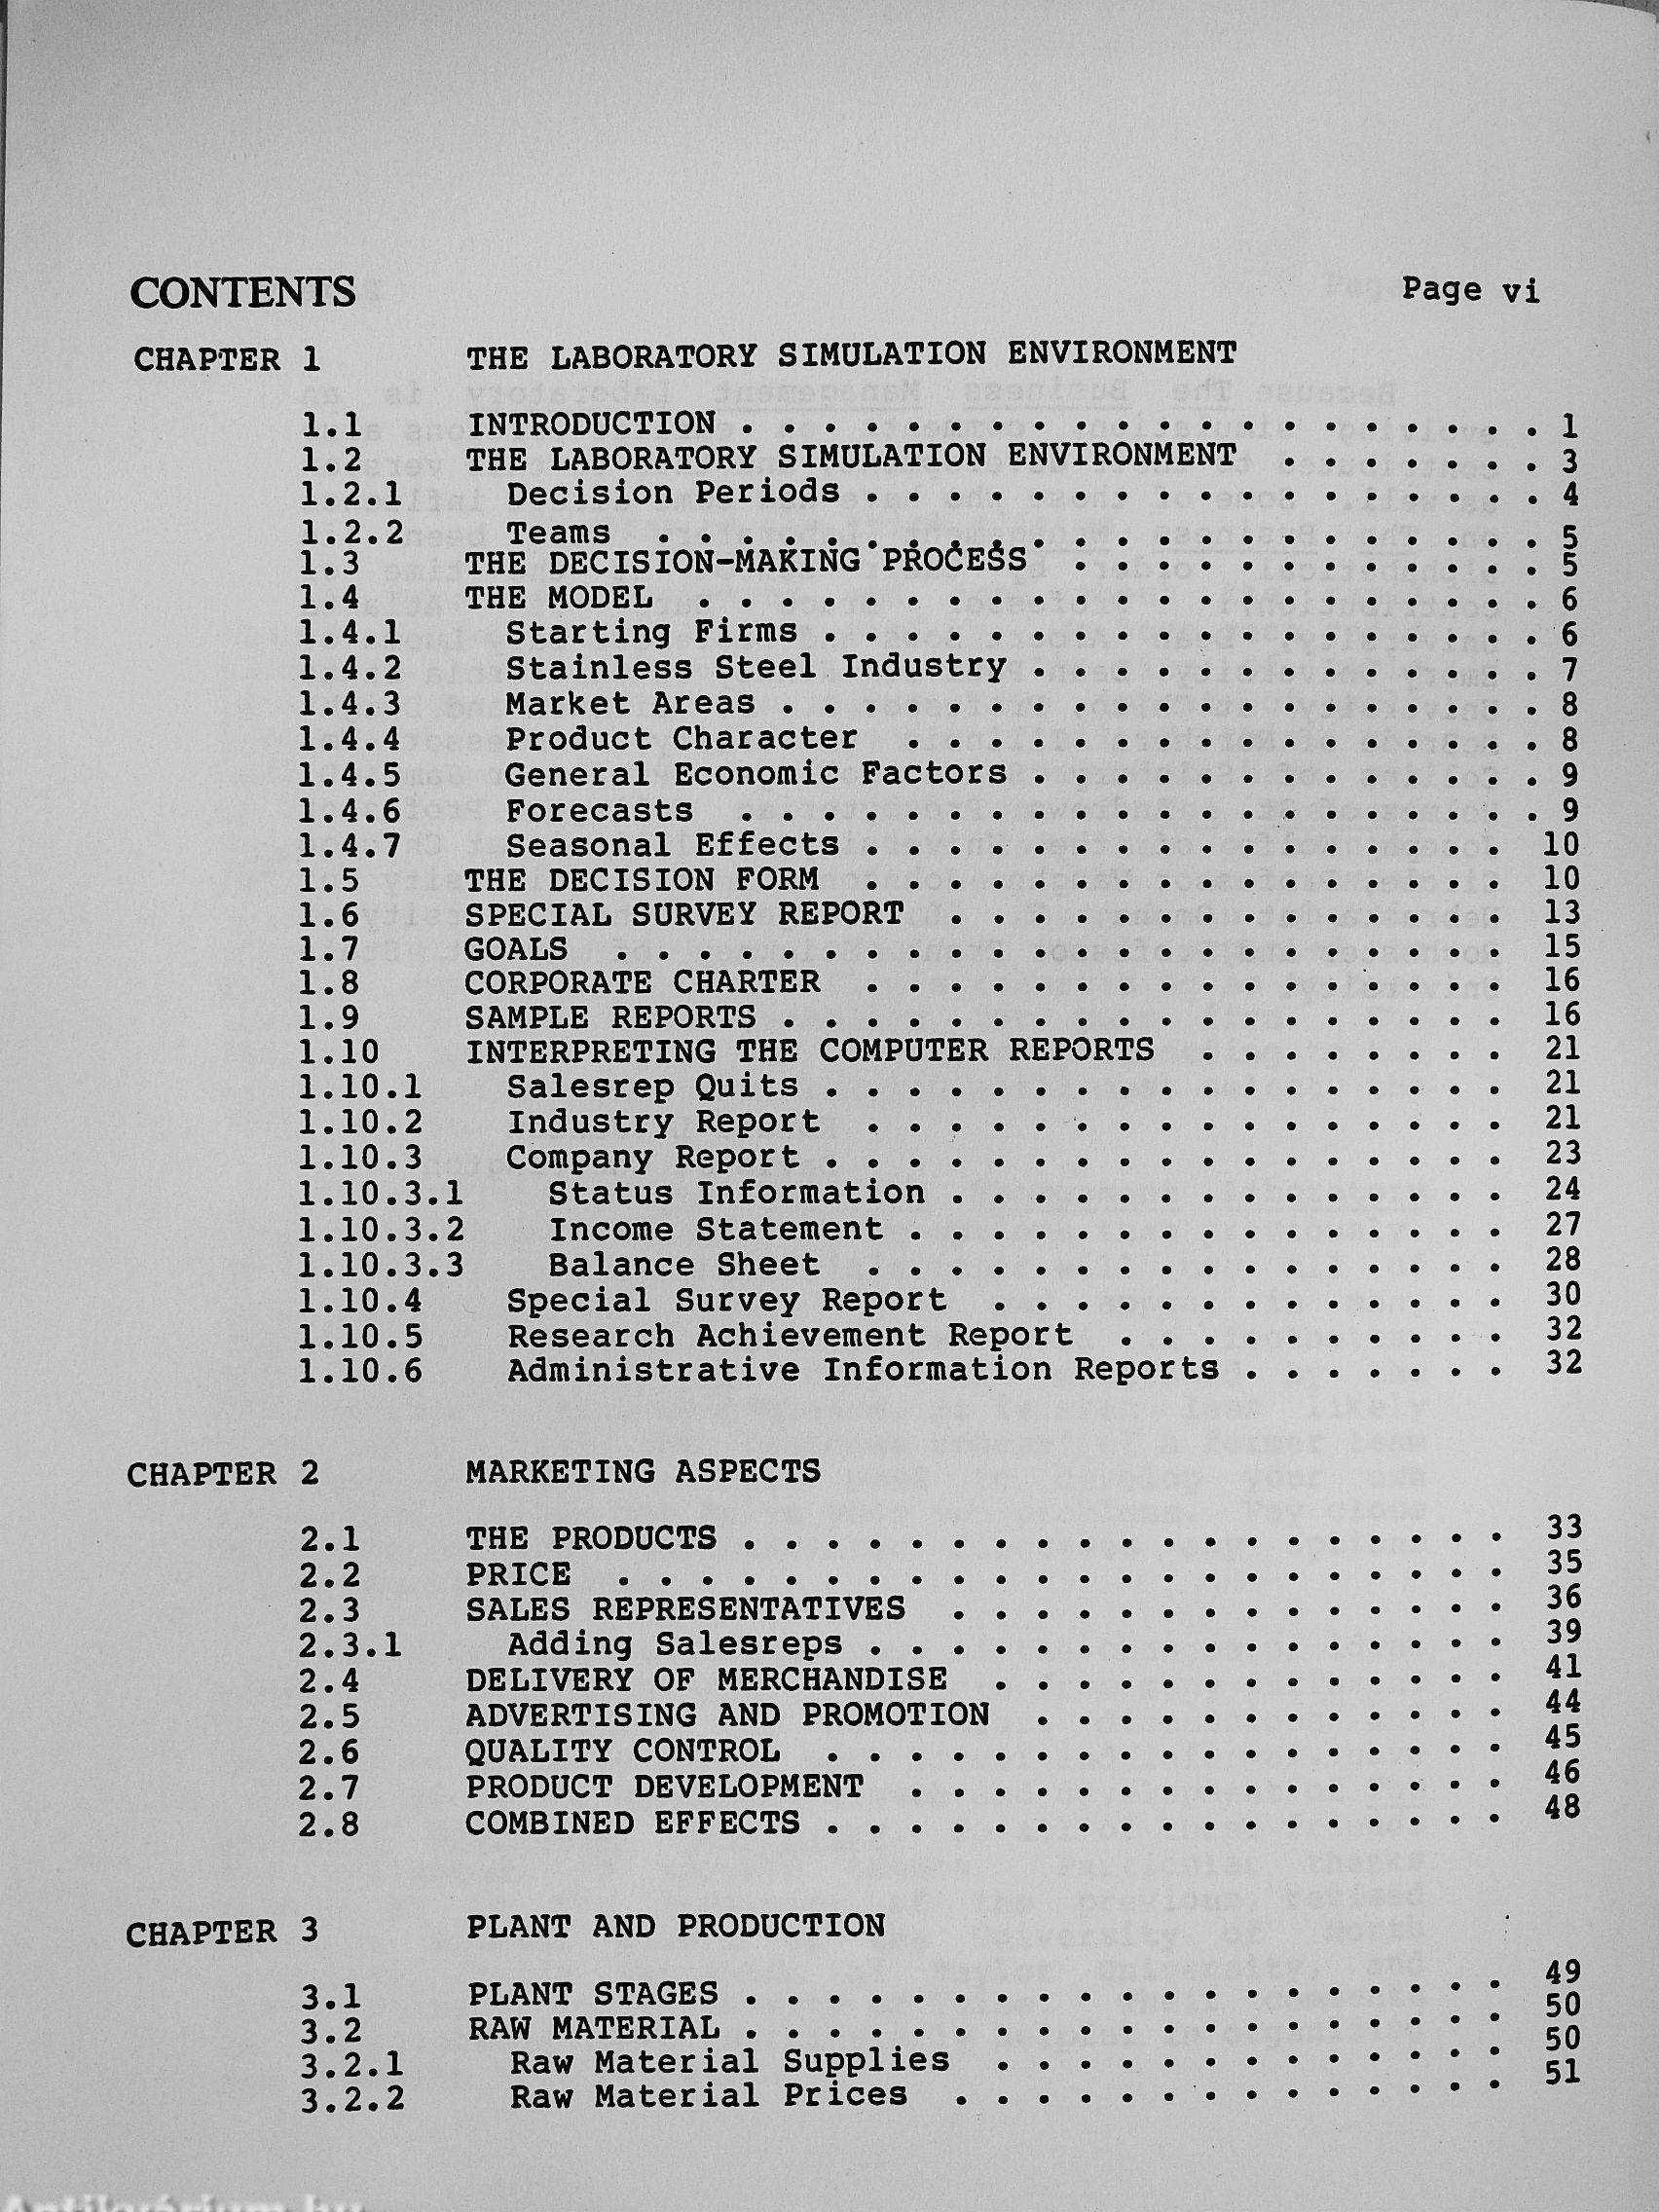 CONTENTS Page vi
CHAPTER 1 THE LABORATORY SIMULATION ENVIRONMENT
1.1 INTRODUCTION . . . . . . . . . . . . . . . . . . . . 1
1.2 THE LABORATORY SIMULATION ENVIRONMENT . . . . . . . 3
1.2.1 Decision Periods . . . . . . . . . . . . . . . . . 4
1.2.2 Teams . . . . . . . . . . . . . . . . . . . . . . 5
1.3 THE DECISION-MAKING PROCESS . . . . . . . . . . . . 5
1.4 THE MODEL . . . . . . . . . . . . . . . . . . . . . 6
1.4.1 Starting Firms . . . . . . . . . . . . . . . . . . 6
1.4.2 Stainless Steel Industry . . . . . . . . . . . . . 7
1.4.3 Market Areas . . . . . . . . . . . . . . . . . . . 8
1.4.4 Product Character . . . . . . . . . . . . . . . . 8
1.4.5 General Economic Factors . . . . . . . . . . . . . 9
1.4.6 Forecasts . . . . . . . . . . . . . . . . . . . . 9
1.4.7 Seasonal Effects . . . . . . . . . . . . . . . . 10
1.5 THE DECISION FORM . . . . . . . . . . . . . . . . 10
1.6 SPECIAL SURVEY REPORT . . . . . . . . . . . . . . 13
1.7 GOALS . . . . . . . . . . . . . . . . . . . . . . 15
1.8 CORPORATE CHARTER . . . . . . . . . . . . . . . . 16
1.9 SAMPLE REPORTS . . . . . . . . . . . . . . . . . . 16
1.10 INTERPRETING THE COMPUTER REPORTS . . . . . . . . 21
1.10.1 Salesrep Quits . . . . . . . . . . . . . . . . . 21
1.10.2 Industry Report . . . . . . . . . . . . . . . . 21
1.10.3 Company Report . . . . . . . . . . . . . . . . . 23
1.10.3.1 Status Information . . . . . . . . . . . . . . 24
1.10.3.2 Income Statement . . . . . . . . . . . . . . . 27
1.10.3.3 Balance Sheet . . . . . . . . . . . . . . . . 28
1.10.4 Special Survey Report . . . . . . . . . . . . . 30
1.10.5 Research Achievement Report . . . . . . . . . . 32
1.10.6 Administrative Information Reports . . . . . . . 32
CHAPTER 2 MARKETING ASPECTS
2.1 THE PRODUCTS . . . . . . . . . . . . . . . . . . . 33
2.2 PRICE . . . . . . . . . . . . . . . . . . . . . . 35
2.3 SALES REPRESENTATIVES . . . . . . . . . . . . . . 36
2.3.1 Adding Salesreps . . . . . . . . . . . . . . . . 39
2.4 DELIVERY OF MERCHANDISE . . . . . . . . . . . . . 41
2.5 ADVERTISING AND PROMOTION . . . . . . . . . . . . 44
2.6 QUALITY CONTROL . . . . . . . . . . . . . . . . . 45
2.7 PRODUCT DEVELOPMENT . . . . . . . . . . . . . . . 46
2.8 COMBINED EFFECTS . . . . . . . . . . . . . . . . . 48
CHAPTER 3 PLANT AND PRODUCTION
3.1 PLANT STAGES . . . . . . . . . . . . . . . . . . . 49
3.2 RAW MATERIAL . . . . . . . . . . . . . . . . . . . 50
3.2.1 Raw Material Supplies . . . . . . . . . . . . . 50
3.2.2 Raw Material Prices . . . . . . . . . . . . . . 51